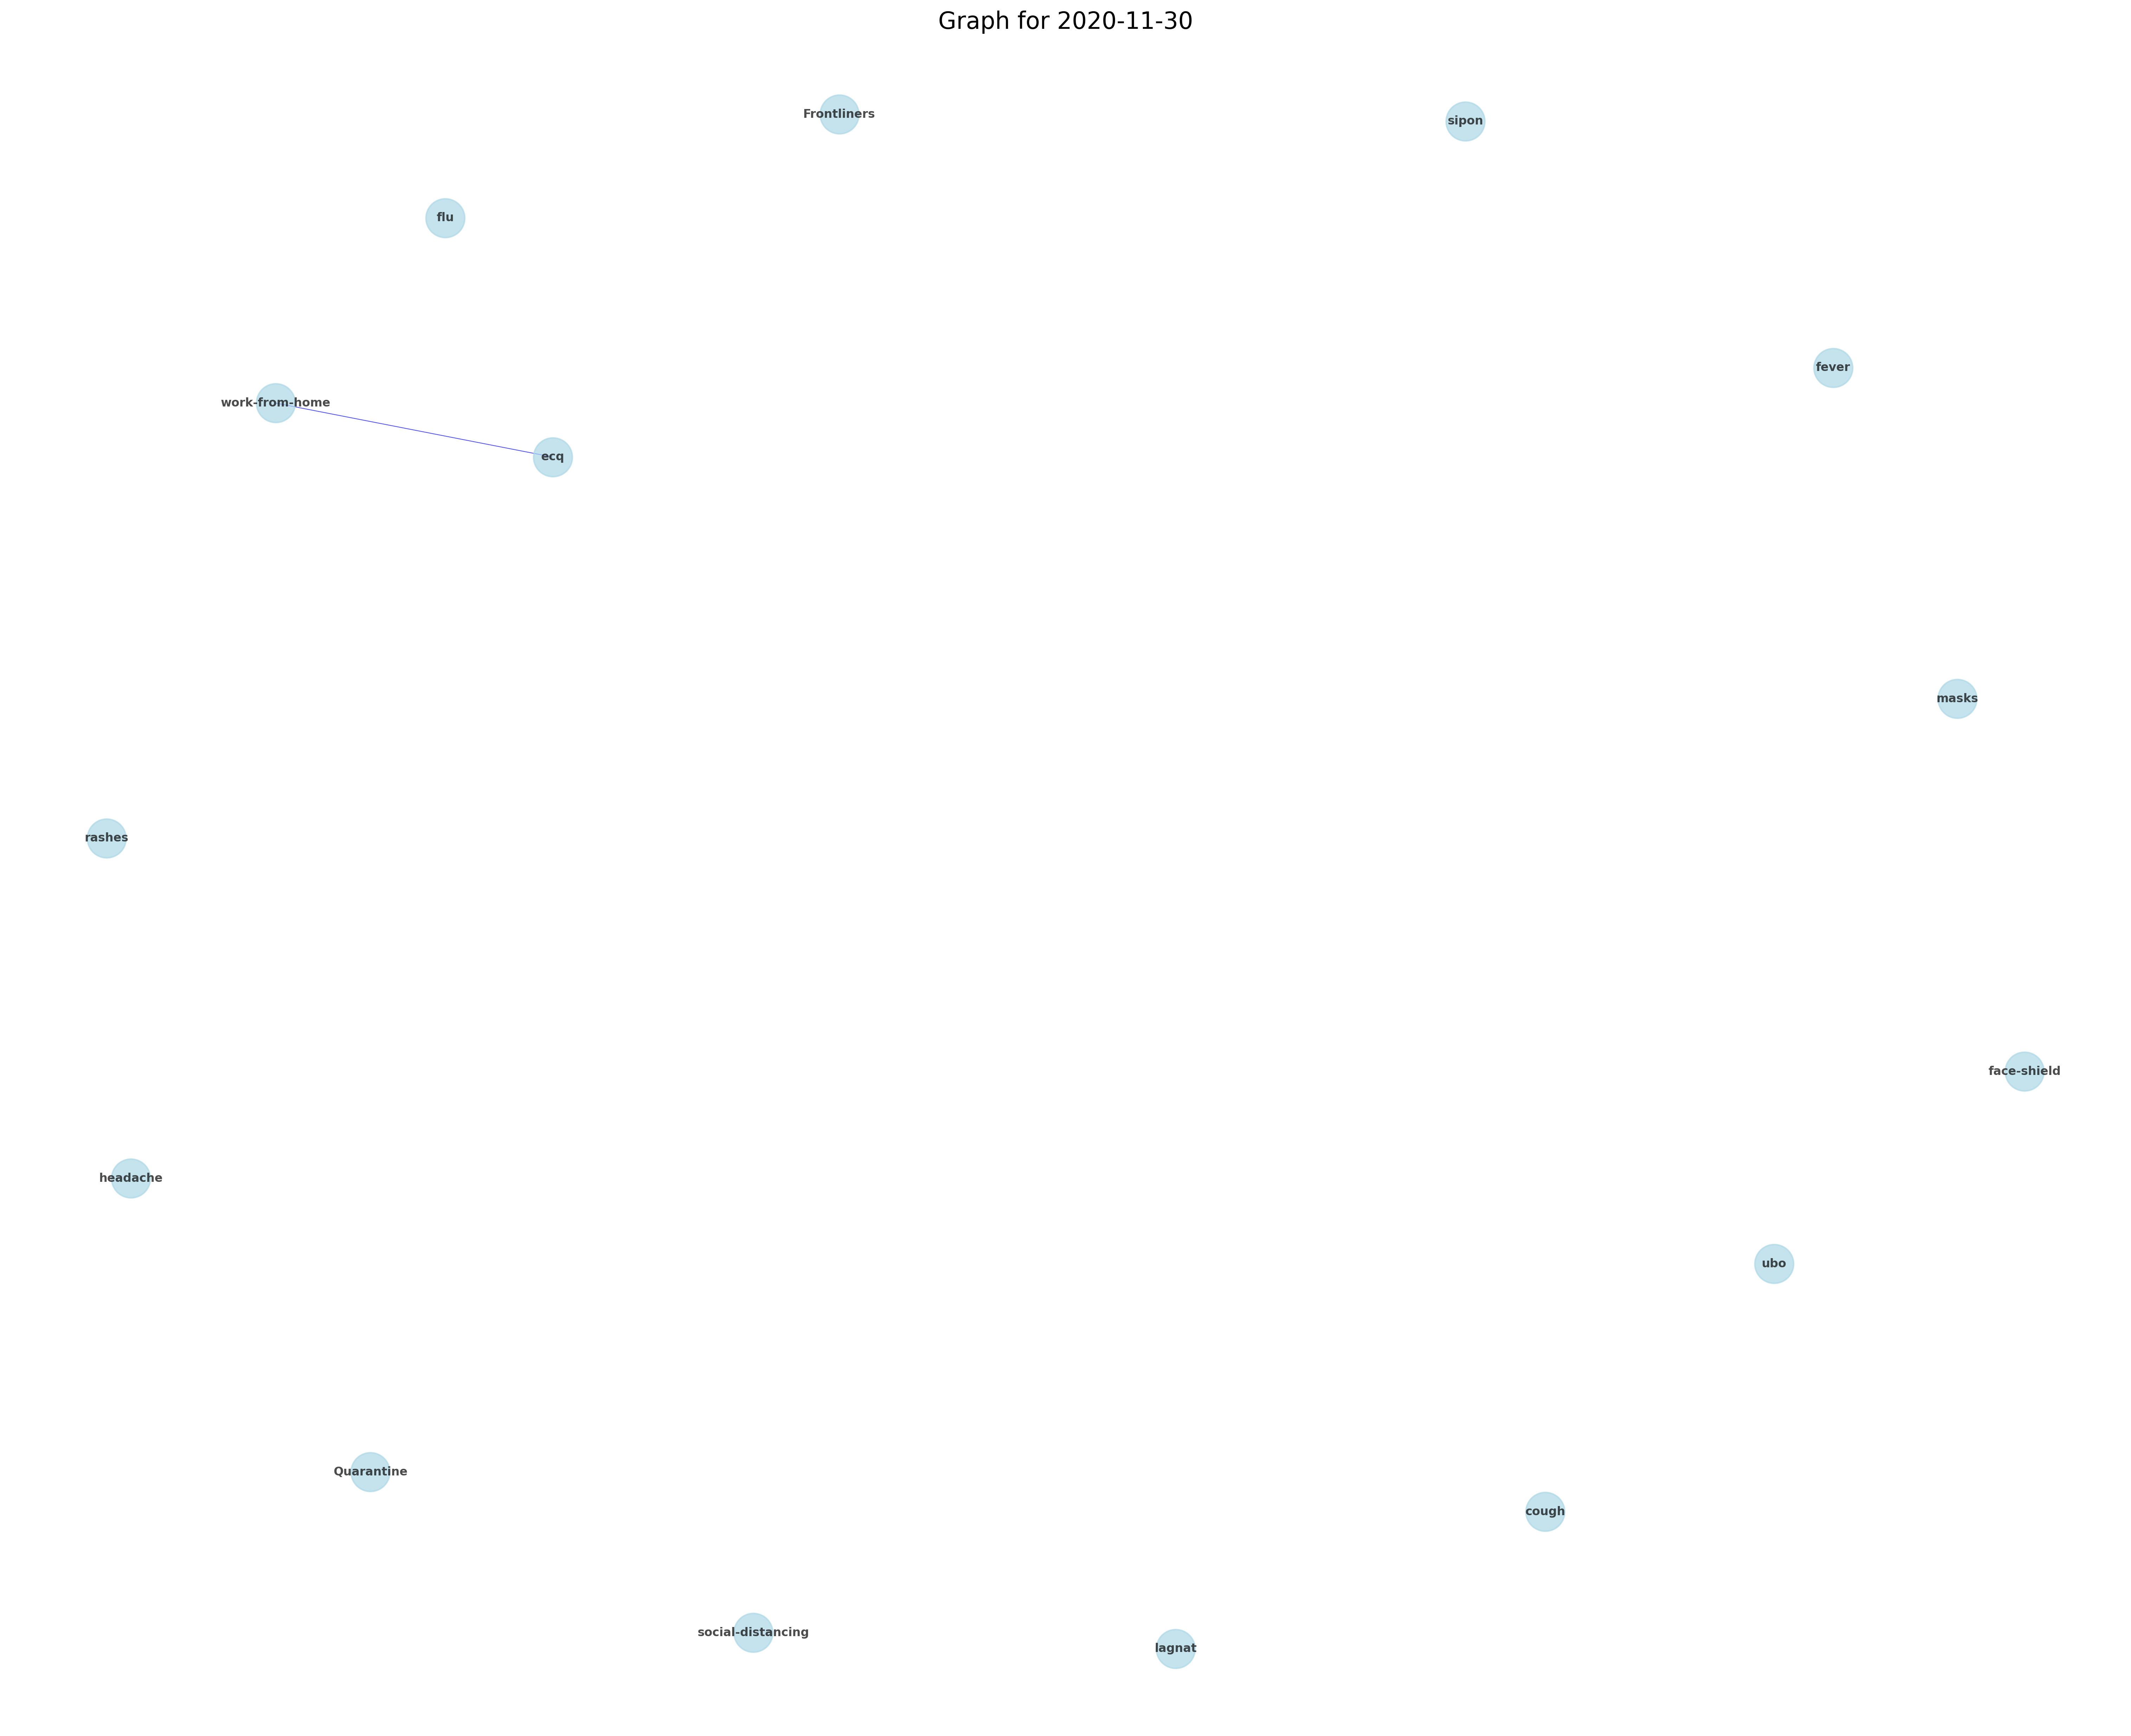 Graph for 2020-11-30
Frontliners
sipon
flu
fever
work-from-home
ecq
masks
rashes
face-shield
headache
ubo
Quarantine
cough
social-distancing
lagnat